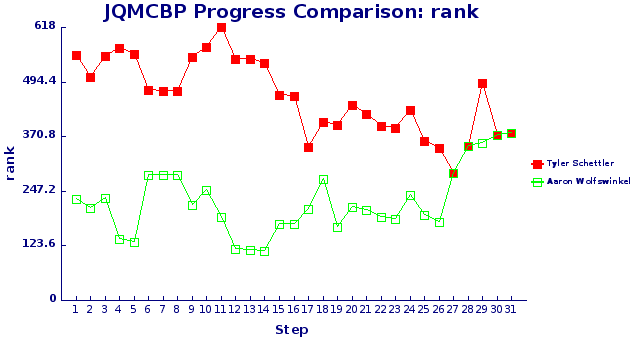 JQMCBP Progress Comparison: rank
618
494.4
370.8
247.2
123.6
0
rank
1 2 3 4 5 6 7 8 9 10 11 12 13 14 15 16 17 18 19 20 21 22 23 24 25 26 27 28 29 30 31
Step
Tyler Schettler
Aaron Wolfswinkel